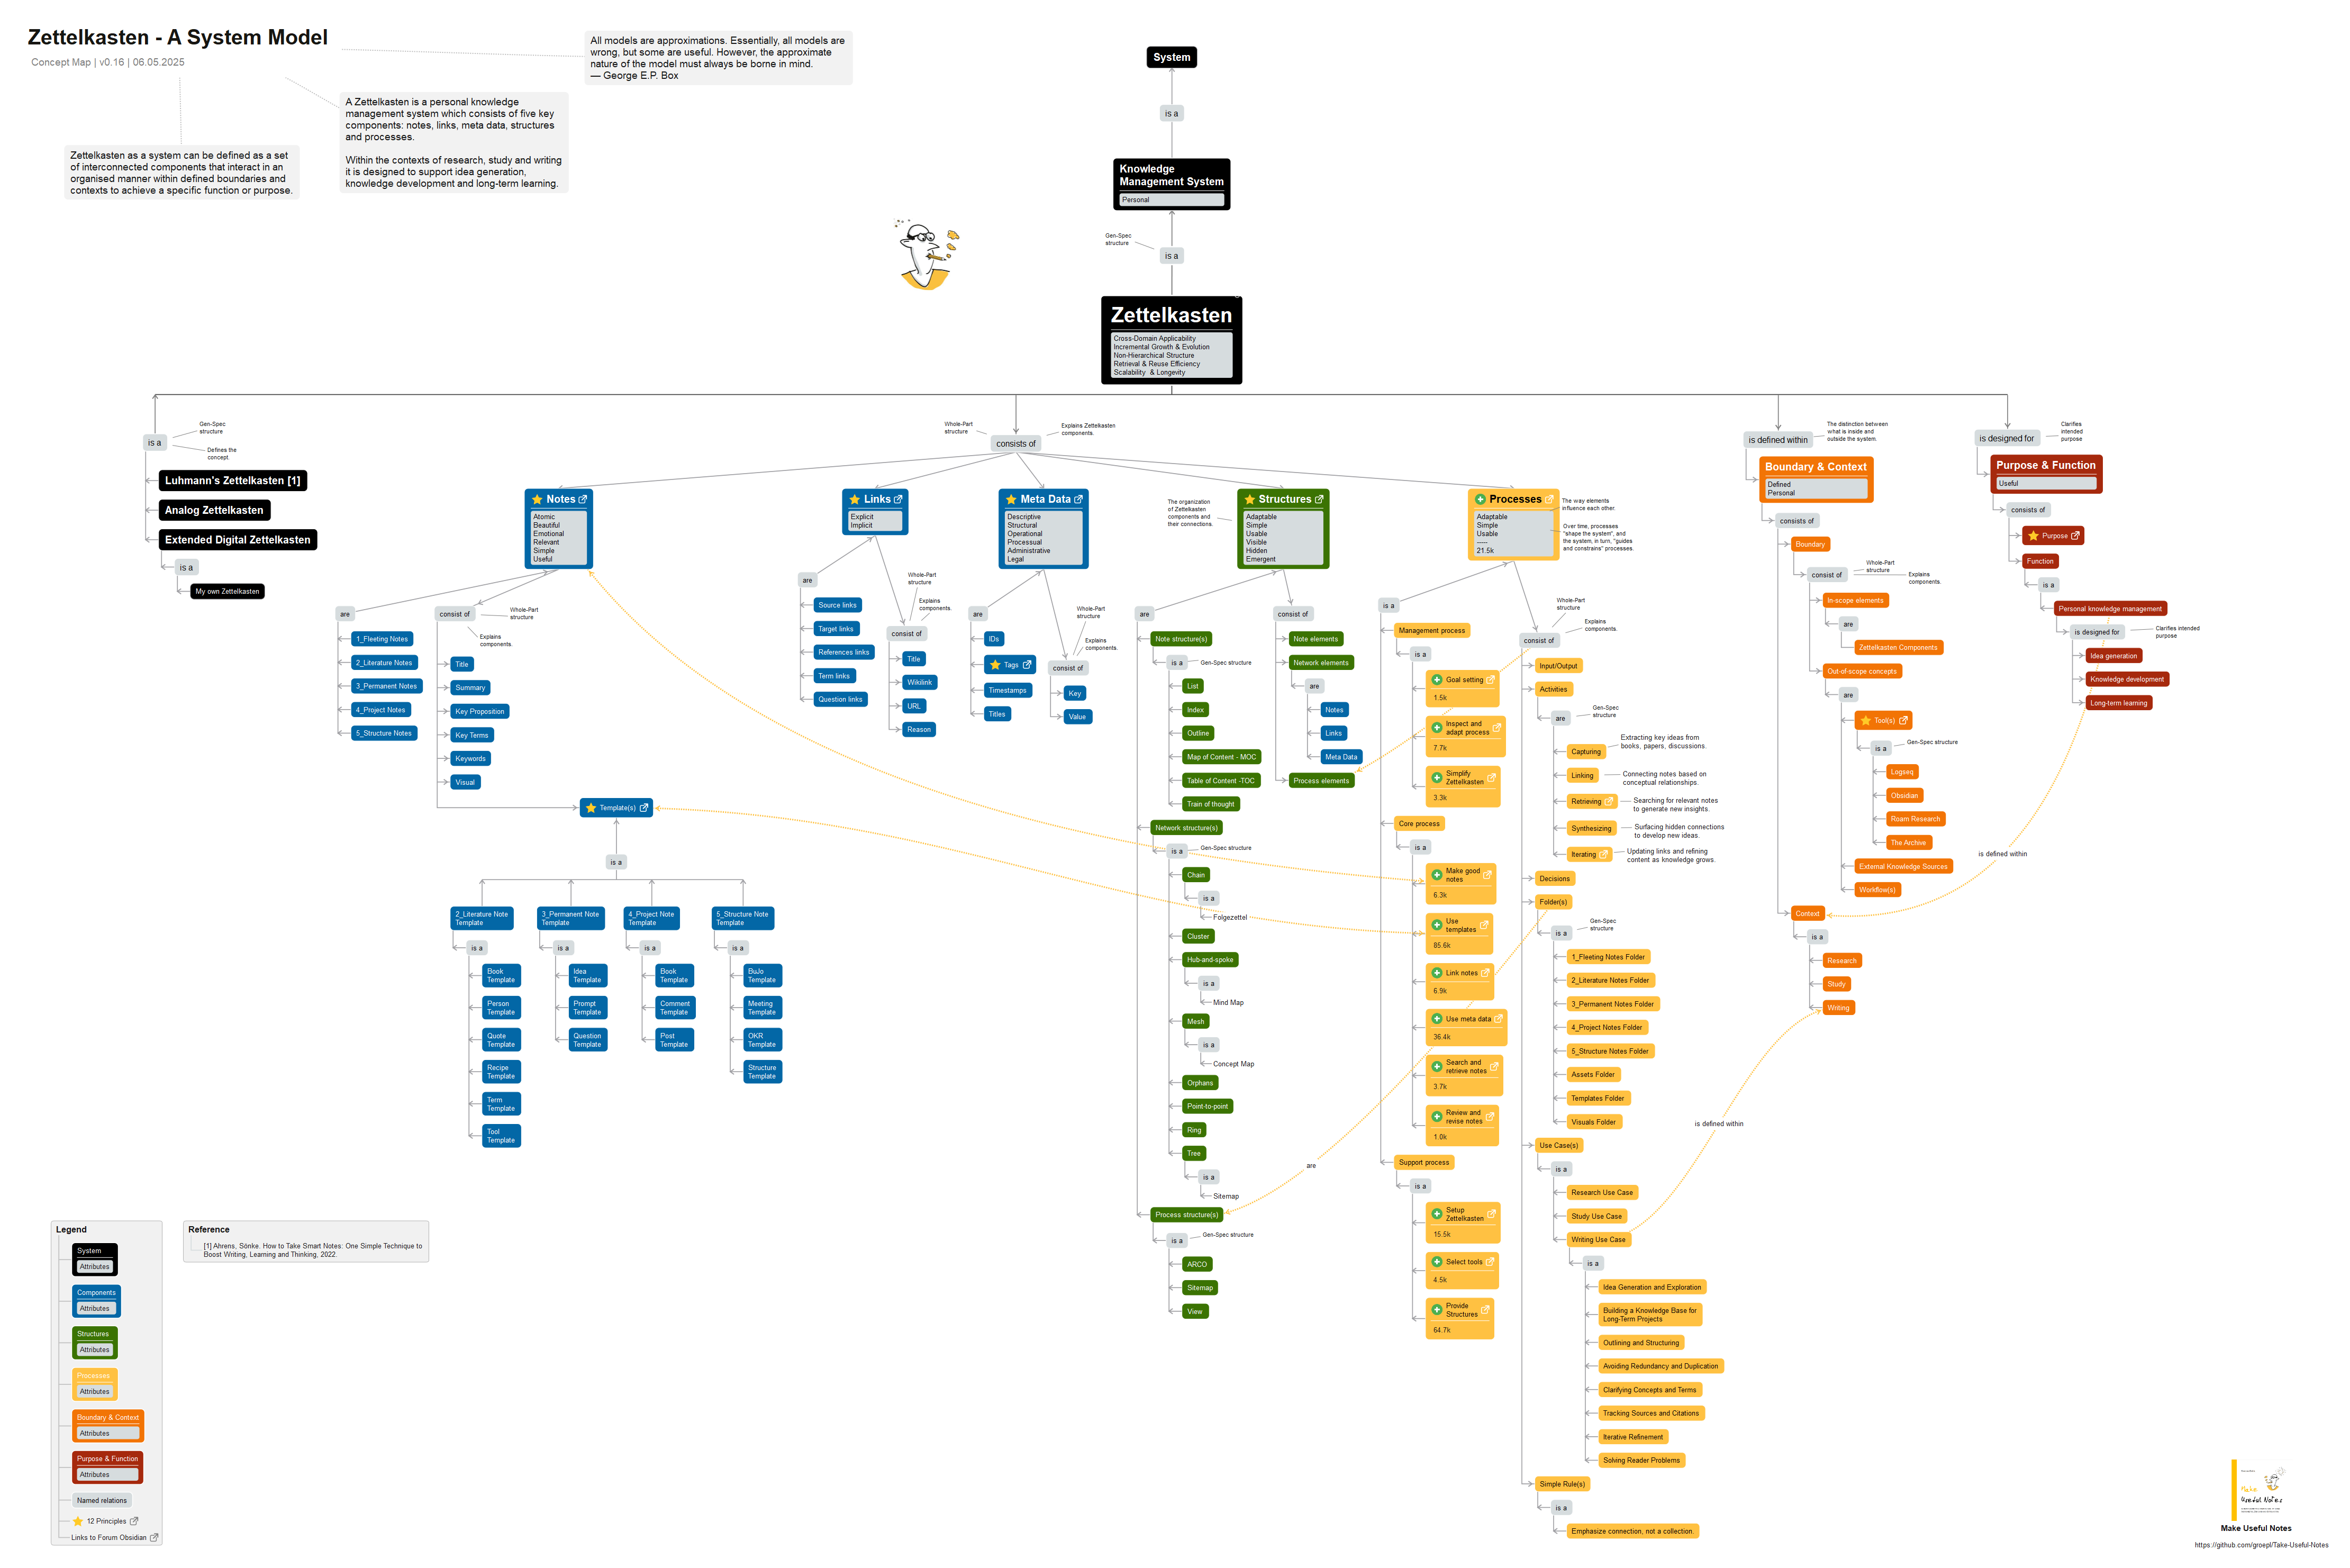 Zettelkasten - A System Model
Concept Map | v0.16 | 06.05.2025
All models are approximations. Essentially, all models are
wrong, but some are useful. However, the approximate
nature of the model must always be borne in mind.
— George E.P. Box
A Zettelkasten is a personal knowledge
management system which consists of five key
components: notes, links, meta data, structures
and processes.
Within the contexts of research, study and writing
it is designed to support idea generation,
knowledge development and long-term learning.
Zettelkasten as a system can be defined as a set
of interconnected components that interact in an
organised manner within defined boundaries and
contexts to achieve a specific function or purpose.
System
is a
Knowledge
Management System
Personal
Gen-Spec
structure
is a
Zettelkasten
Cross-Domain Applicability
Incremental Growth & Evolution
Non-Hierarchical Structure
Retrieval & Reuse Efficiency
Scalability & Longevity
is a
Gen-Spec
structure
Defines the
concept.
Luhmann's Zettelkasten [1]
Analog Zettelkasten
Extended Digital Zettelkasten
is a
My own Zettelkasten
Whole-Part
structure
consists of
Explains Zettelkasten
components.
Notes
Atomic
Beautiful
Emotional
Relevant
Simple
Useful
are
1_Fleeting Notes
2_Literature Notes
3_Permanent Notes
4_Project Notes
5_Structure Notes
consist of
Whole-Part
structure
Explains
components.
Title
Summary
Key Proposition
Key Terms
Keywords
Visual
Template(s)
is a
2_Literature Note
Template
is a
Book
Template
Person
Template
Quote
Template
Recipe
Template
Term
Template
Tool
Template
3_Permanent Note
Template
is a
Idea
Template
Prompt
Template
Question
Template
4_Project Note
Template
is a
Book
Template
Comment
Template
Post
Template
5_Structure Note
Template
is a
BuJo
Template
Meeting
Template
OKR
Template
Structure
Template
Links
Explicit
Implicit
are
Source links
Target links
References links
Term links
Question links
Whole-Part
structure
Explains
components.
consist of
Title
Wikilink
URL
Reason
Meta Data
Descriptive
Structural
Operational
Processual
Administrative
Legal
are
IDs
Tags
Timestamps
Titles
Whole-Part
structure
Explains
components.
consist of
Key
Value
The organization
of Zettelkasten
components and
their connections.
Structures
Adaptable
Simple
Usable
Visible
Hidden
Emergent
are
Note structure(s)
is a
Gen-Spec structure
List
Index
Outline
Map of Content - MOC
Table of Content -TOC
Train of thought
Network structure(s)
is a
Gen-Spec structure
Chain
is a
Folgezettel
Cluster
Hub-and-spoke
is a
Mind Map
Mesh
is a
Concept Map
Orphans
Point-to-point
Ring
Tree
is a
Sitemap
Process structure(s)
is a
Gen-Spec structure
ARCO
Sitemap
View
consist of
Note elements
Network elements
are
Notes
Links
Meta Data
Process elements
are
Processes
Adaptable
Simple
Usable
-----
21.5k
The way elements
influence each other.
Over time, processes
"shape the system", and
the system, in turn, "guides
and constrains" processes.
is a
Management process
is a
Goal setting
1.5k
Inspect and
adapt process
7.7k
Simplify
Zettelkasten
3.3k
Core process
is a
Make good
notes
6.3k
Use
templates
85.6k
Link notes
6.9k
Use meta data
36.4k
Search and
retrieve notes
3.7k
Review and
revise notes
1.0k
Support process
is a
Setup
Zettelkasten
15.5k
Select tools
4.5k
Provide
Structures
64.7k
Whole-Part
structure
Explains
components.
consist of
Input/Output
Activities
are
Gen-Spec
structure
Capturing
Extracting key ideas from
books, papers, discussions.
Linking
Connecting notes based on
conceptual relationships.
Retrieving
Searching for relevant notes
to generate new insights.
Synthesizing
Surfacing hidden connections
to develop new ideas.
Iterating
Updating links and refining
content as knowledge grows.
Decisions
Folder(s)
Gen-Spec
structure
is a
1_Fleeting Notes Folder
2_Literature Notes Folder
3_Permanent Notes Folder
4_Project Notes Folder
5_Structure Notes Folder
Assets Folder
Templates Folder
Visuals Folder
Use Case(s)
is a
Research Use Case
Study Use Case
Writing Use Case
is a
Idea Generation and Exploration
Building a Knowledge Base for
Long-Term Projects
Outlining and Structuring
Avoiding Redundancy and Duplication
Clarifying Concepts and Terms
Tracking Sources and Citations
Iterative Refinement
Solving Reader Problems
Simple Rule(s)
is a
Emphasize connection, not a collection.
is defined within
is defined within
The distinction between
what is inside and
outside the system.
Boundary & Context
Defined
Personal
consists of
Boundary
consist of
Whole-Part
structure
Explains
components.
In-scope elements
are
Zettelkasten Components
Out-of-scope concepts
are
Tool(s)
is a
Gen-Spec structure
Logseq
Obsidian
Roam Research
The Archive
External Knowledge Sources
Workflow(s)
Context
is a
Research
Study
Writing
is defined within
is designed for
Clarifies
intended
purpose
Purpose & Function
Useful
consists of
Purpose
Function
is a
Personal knowledge management
is designed for
Clarifies intended
purpose
Idea generation
Knowledge development
Long-term learning
Legend
System
Attributes
Components
Attributes
Structures
Attributes
Processes
Attributes
Boundary & Context
Attributes
Purpose & Function
Attributes
Named relations
12 Principles
Links to Forum Obsidian
Reference
[1] Ahrens, Sönke. How to Take Smart Notes: One Simple Technique to
Boost Writing, Learning and Thinking, 2022.
Make
Useful Notes
Make Useful Notes
https://github.com/groepl/Take-Useful-Notes